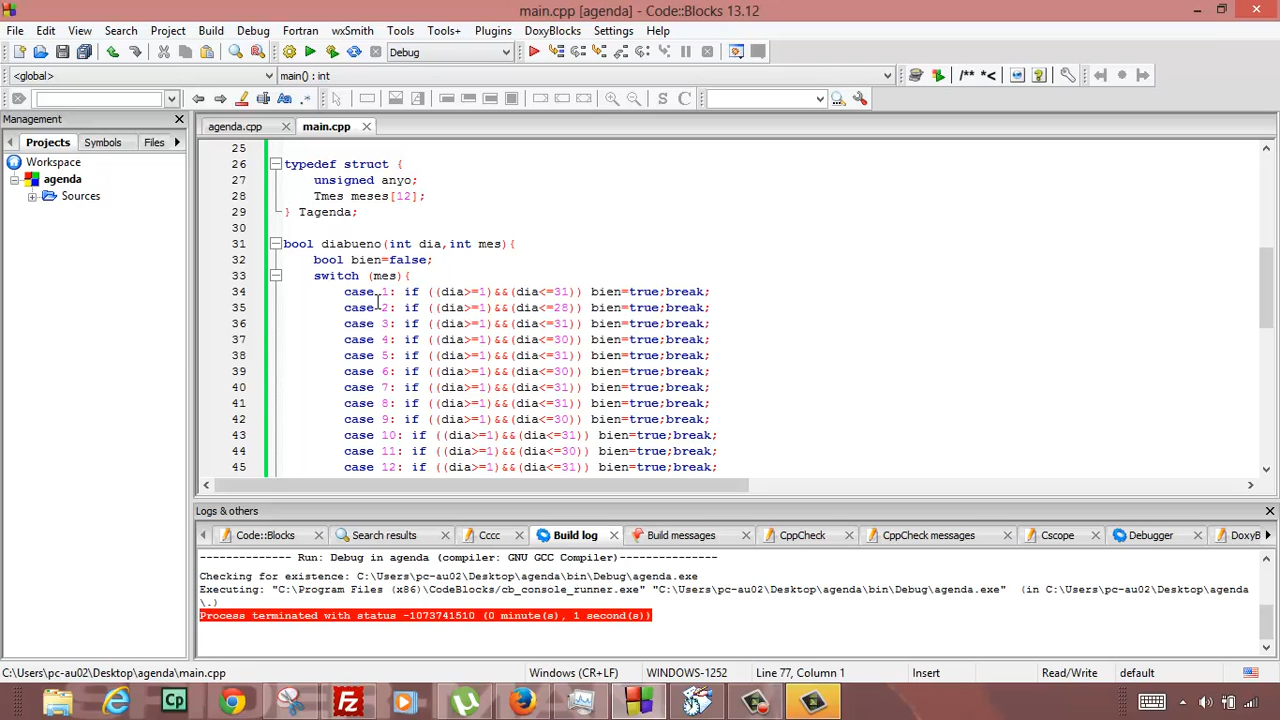 main.cpp [agenda] - Code::Blocks 13.12
File Edit View Search Project Build Debug Fortran wxSmith Tools Tools+ Plugins DoxyBlocks Settings Help
Debug
<global> main() : int
/** *<
S C
Management
Projects Symbols Files
Workspace
agenda
Sources
agenda.cpp main.cpp
25
26 typedef struct {
27 unsigned anyo;
28 Tmes meses[12];
29 } Tagenda;
30
31 bool diabueno(int dia,int mes){
32 bool bien=false;
33 switch (mes){
34 case 1: if ((dia>=1)&&(dia<=31)) bien=true;break;
35 case 2: if ((dia>=1)&&(dia<=28)) bien=true;break;
36 case 3: if ((dia>=1)&&(dia<=31)) bien=true;break;
37 case 4: if ((dia>=1)&&(dia<=30)) bien=true;break;
38 case 5: if ((dia>=1)&&(dia<=31)) bien=true;break;
39 case 6: if ((dia>=1)&&(dia<=30)) bien=true;break;
40 case 7: if ((dia>=1)&&(dia<=31)) bien=true;break;
41 case 8: if ((dia>=1)&&(dia<=31)) bien=true;break;
42 case 9: if ((dia>=1)&&(dia<=30)) bien=true;break;
43 case 10: if ((dia>=1)&&(dia<=31)) bien=true;break;
44 case 11: if ((dia>=1)&&(dia<=30)) bien=true;break;
45 case 12: if ((dia>=1)&&(dia<=31)) bien=true;break;
Logs & others
Code::Blocks Search results Cccc Build log Build messages CppCheck CppCheck messages Cscope Debugger DoxyB
-------------- Run: Debug in agenda (compiler: GNU GCC Compiler)---------------
Checking for existence: C:\Users\pc-au02\Desktop\agenda\bin\Debug\agenda.exe
Executing: "C:\Program Files (x86)\CodeBlocks/cb_console_runner.exe" "C:\Users\pc-au02\Desktop\agenda\bin\Debug\agenda.exe" (in C:\Users\pc-au02\Desktop\agenda
\.)
Process terminated with status -1073741510 (0 minute(s), 1 second(s))
C:\Users\pc-au02\Desktop\agenda\main.cpp Windows (CR+LF) WINDOWS-1252 Line 77, Column 1 Insert Read/Write default
Cp Fz